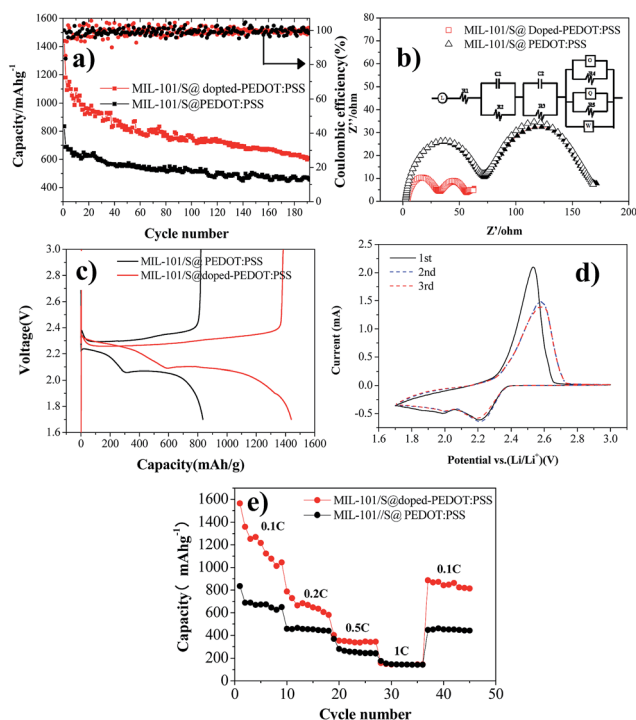 a)
1600
1400
1200
1000
800
600
400
100
80
60
40
20
0
0 20 40 60 80 100 120 140 160 180
Capacity/mAhg-1
Coulombic efficiency(%)
Cycle number
MIL-101/S@ dopted-PEDOT:PSS
MIL-101/S@PEDOT:PSS
b)
MIL-101/S@ Doped-PEDOT:PSS
MIL-101/S@ PEDOT:PSS
80
70
60
50
40
30
20
10
0
0 50 100 150 200
Z''/ohm
Z'/ohm
L
R1
C1
R2
C2
R3
Q
R4
Q
R5
W
c)
MIL-101/S@ PEDOT:PSS
MIL-101/S@doped-PEDOT:PSS
3.0
2.8
2.6
2.4
2.2
2.0
1.8
1.6
0 200 400 600 800 1000 1200 1400 1600
Voltage(V)
Capacity(mAh/g)
d)
1st
2nd
3rd
2.5
2.0
1.5
1.0
0.5
0.0
-0.5
1.6 1.8 2.0 2.2 2.4 2.6 2.8 3.0
Current (mA)
Potential vs.(Li/Li+)(V)
e)
MIL-101/S@doped-PEDOT:PSS
MIL-101//S@ PEDOT:PSS
0.1C
0.2C
0.5C
1C
0.1C
1600
1400
1200
1000
800
600
400
200
0
0 10 20 30 40 50
Capacity( mAhg-1)
Cycle number